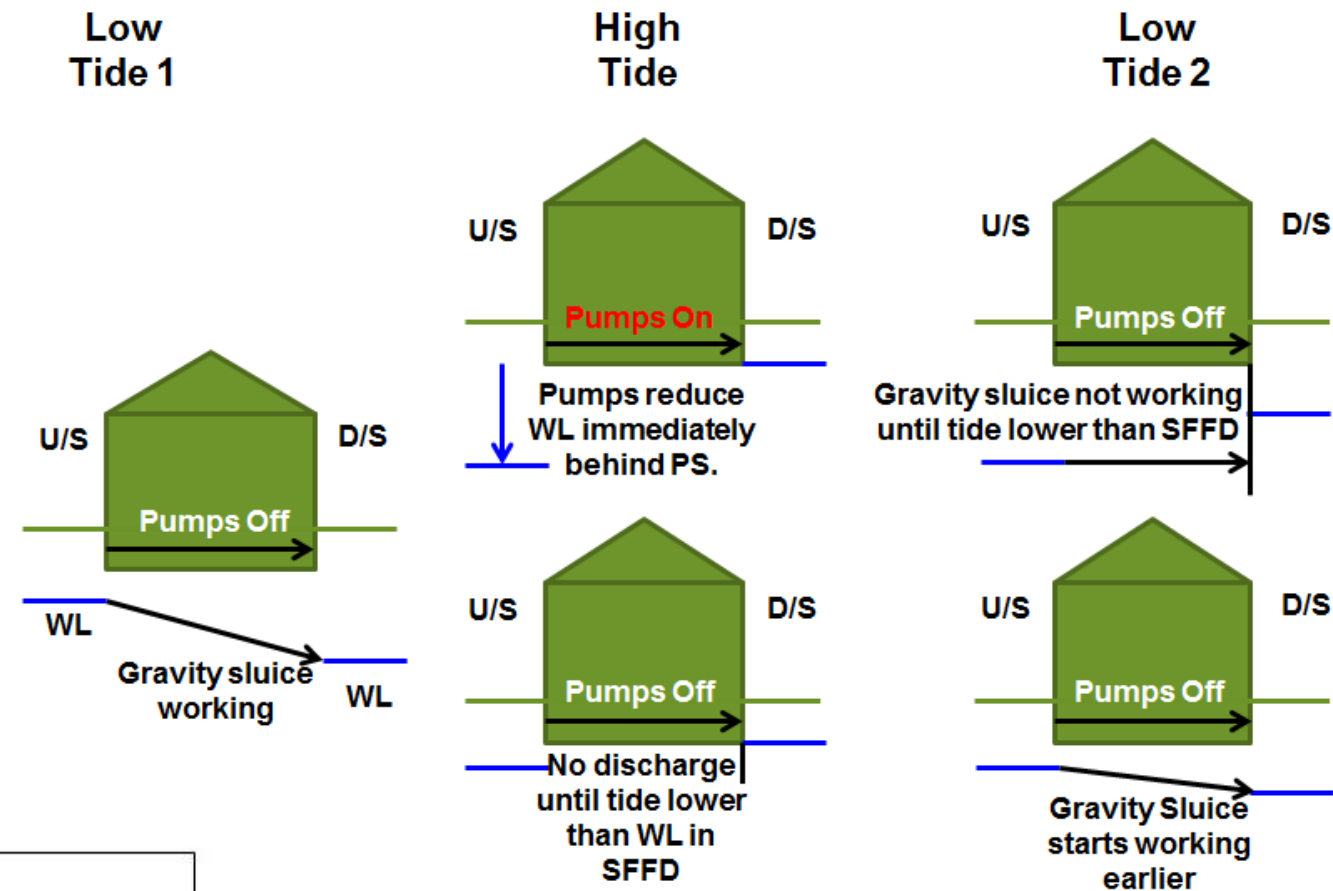 Low
Tide 1
High
Tide
Low
Tide 2
U/S
D/S
Pumps Off
WL
Gravity sluice
working
WL
U/S
D/S
Pumps On
Pumps reduce
WL immediately
behind PS.
U/S
D/S
Pumps Off
No discharge
until tide lower
than WL in
SFFD
U/S
D/S
Pumps Off
Gravity sluice not working
until tide lower than SFFD
U/S
D/S
Pumps Off
Gravity Sluice
starts working
earlier